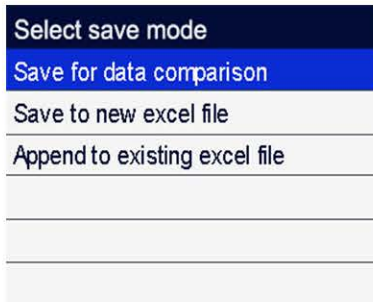 Select save mode
Save for data comparison
Save to new excel file
Append to existing excel file